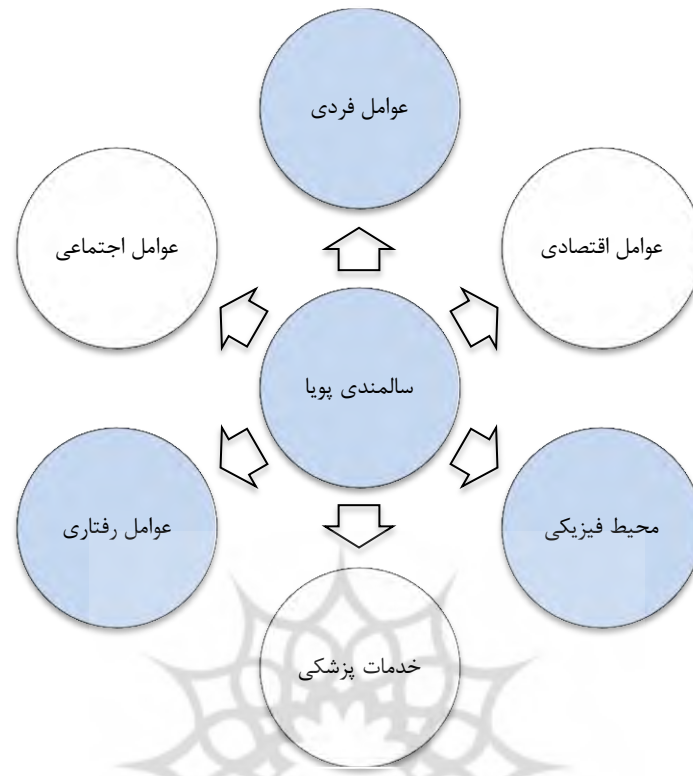 عوامل فردی
عوامل اقتصادی
عوامل اجتماعی
سالمندی پویا
محیط فیزیکی
عوامل رفتاری
خدمات پزشکی